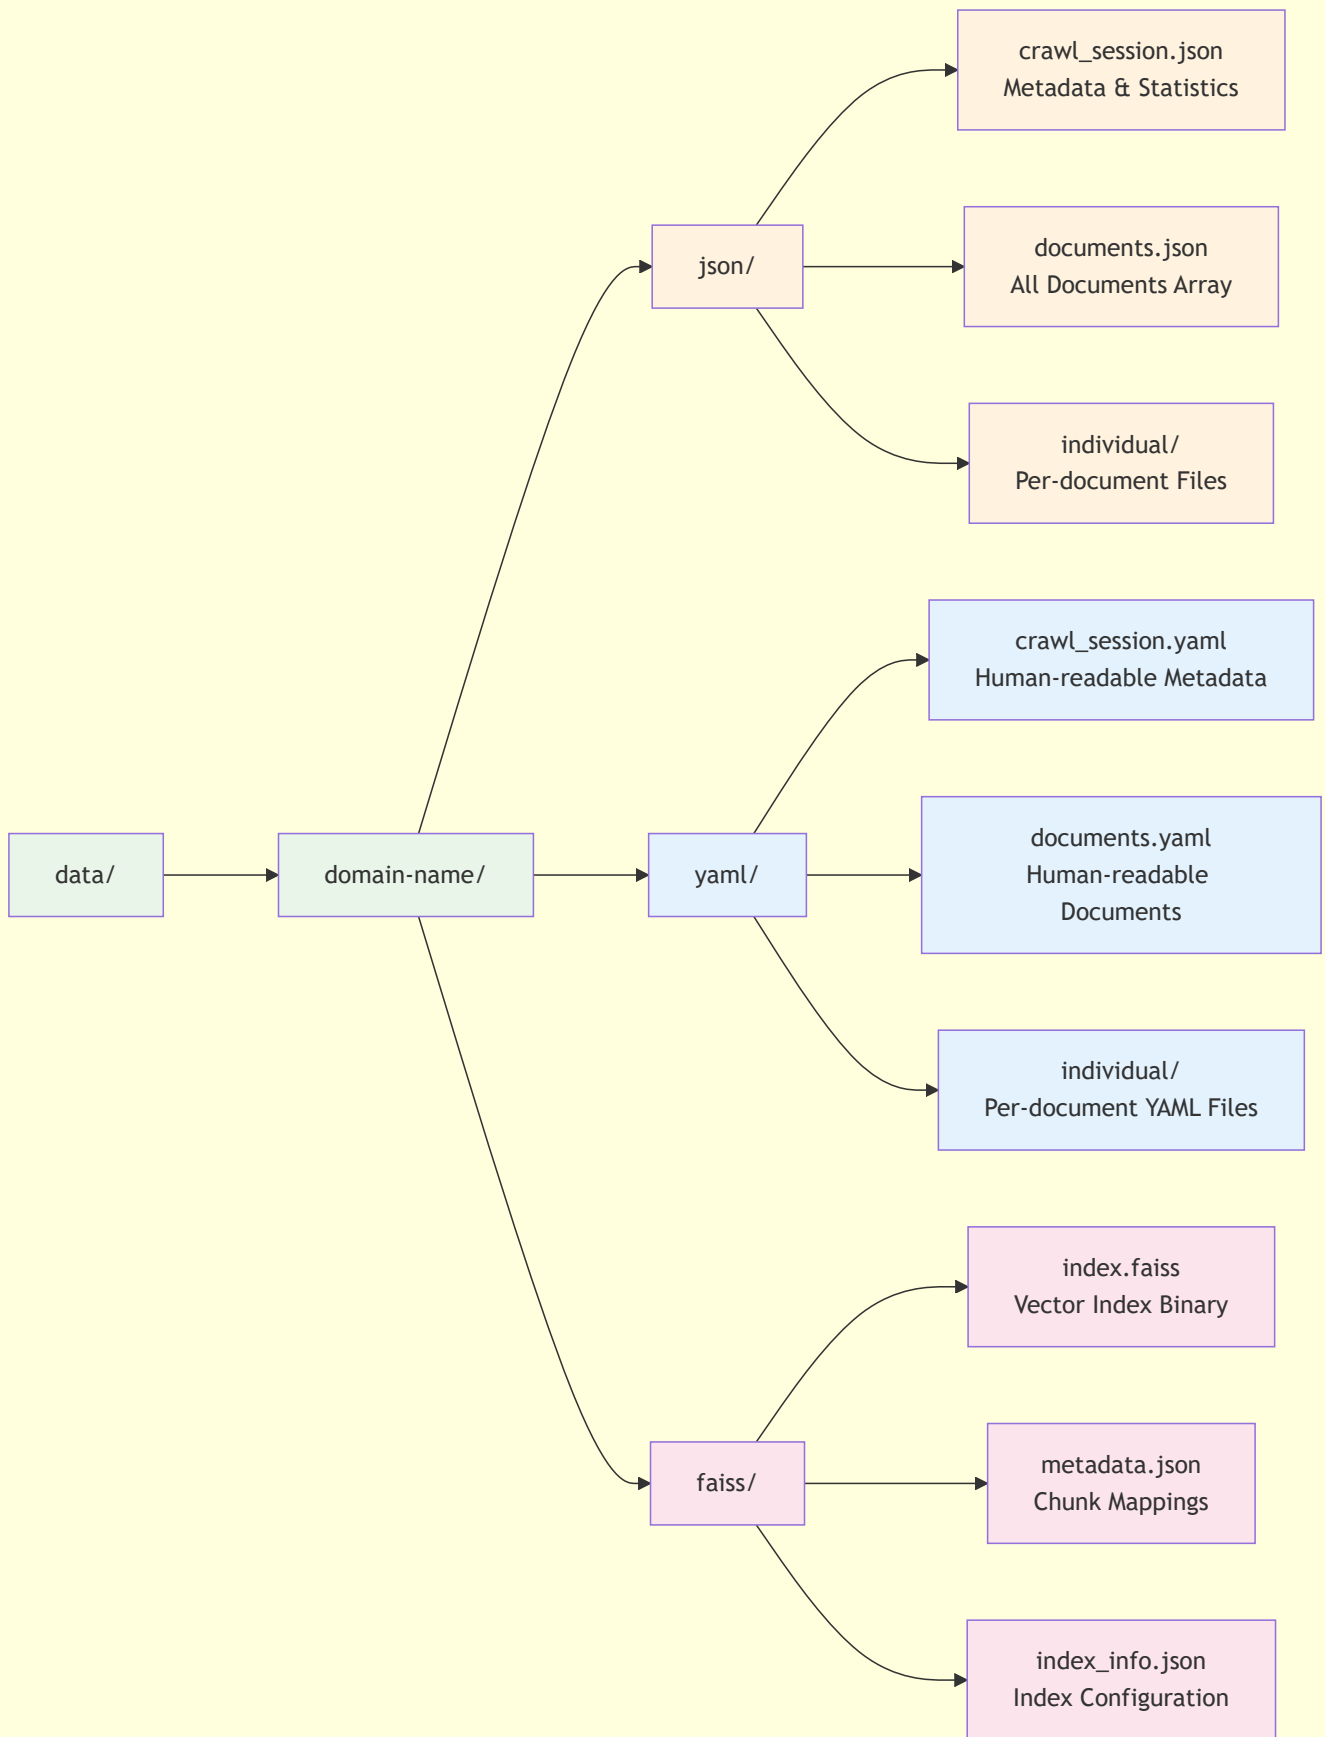 data/
domain-name/
json/
crawl_session.json
Metadata & Statistics
documents.json
All Documents Array
individual/
Per-document Files
yaml/
crawl_session.yaml
Human-readable Metadata
documents.yaml
Human-readable
Documents
individual/
Per-document YAML Files
faiss/
index.faiss
Vector Index Binary
metadata.json
Chunk Mappings
index_info.json
Index Configuration